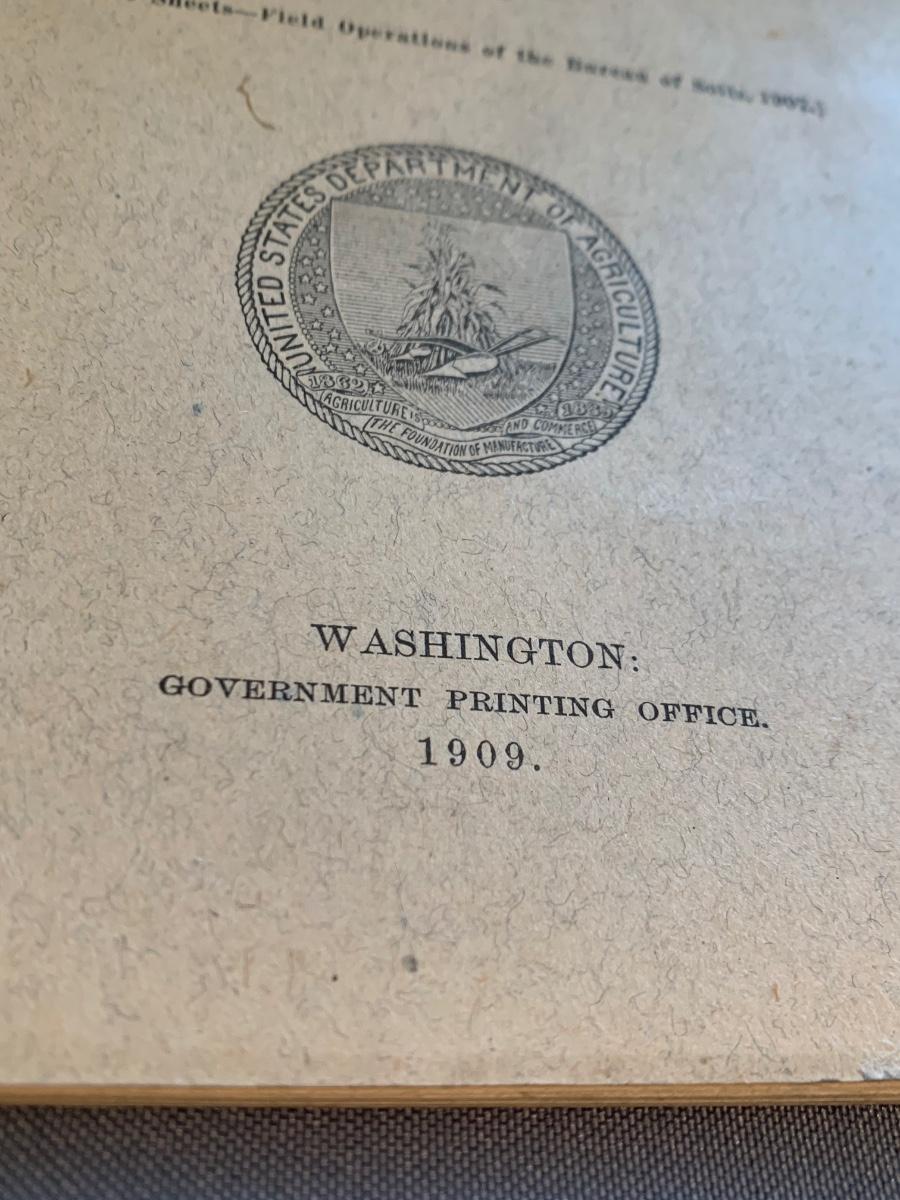 Sheets—Field Operations of the Bureau of Soils, 1907.]
UNITED STATES DEPARTMENT OF AGRICULTURE.
1862 1889
AGRICULTURE IS
THE FOUNDATION OF MANUFACTURE
AND COMMERCE
WASHINGTON:
GOVERNMENT PRINTING OFFICE.
1909.